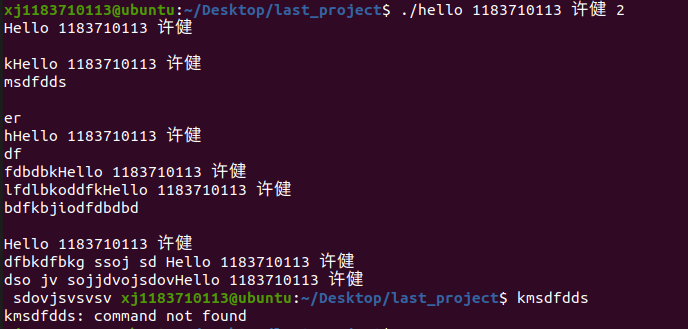 xj1183710113@ubuntu:~/Desktop/last_project$ ./hello 1183710113 许健 2
Hello 1183710113 许健
kHello 1183710113 许健
msdfdds
er
hHello 1183710113 许健
df
fdbdbkHello 1183710113 许健
lfdlbkoddfkHello 1183710113 许健
bdfkbjiodfdbdbd
Hello 1183710113 许健
dfbkdfbkg ssoj sd Hello 1183710113 许健
dso jv sojjdvojsdovHello 1183710113 许健
sdovjsvsvsv xj1183710113@ubuntu:~/Desktop/last_project$ kmsdfdds
kmsdfdds: command not found